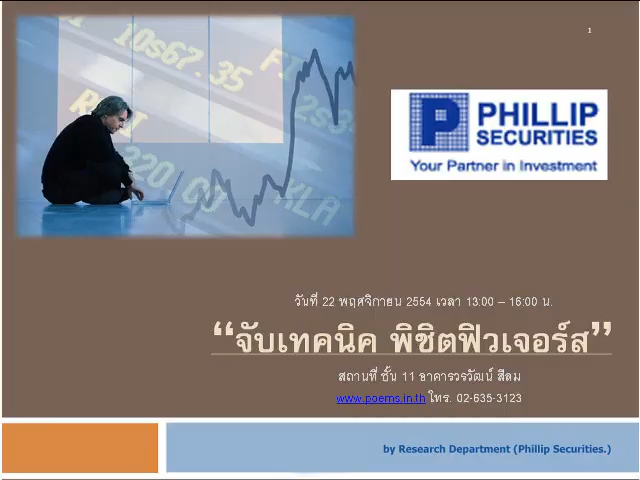 1
10s67.35
PHILLIP
SECURITIES
Your Partner in Investment
วันที่ 22 พฤศจิกายน 2554 เวลา 13:00 – 16:00 น.
“จับเทคนิค พิชิตฟิวเจอร์ส”
สถานที่ ชั้น 11 อาคารวรวัฒน์ สีลม
www.poems.in.th โทร. 02-635-3123
by Research Department (Phillip Securities.)